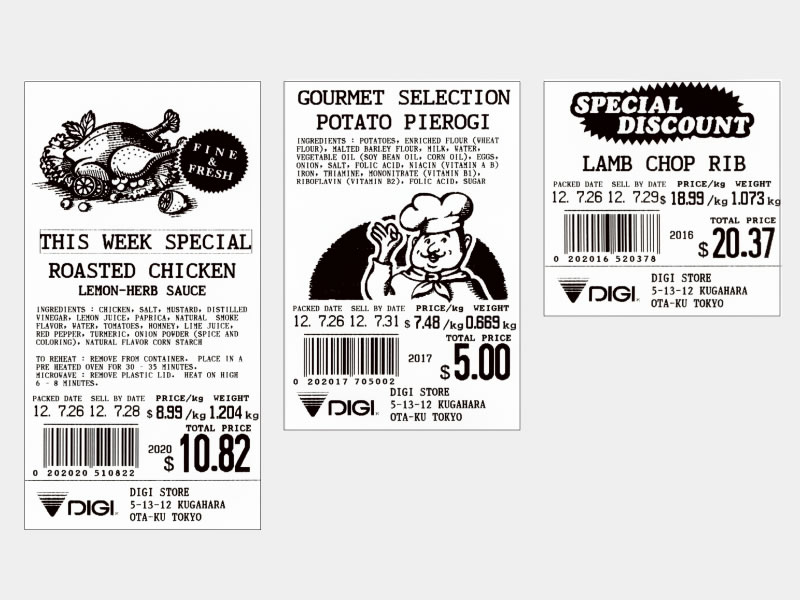 FINE
&
FRESH
THIS WEEK SPECIAL
ROASTED CHICKEN
LEMON-HERB SAUCE
INGREDIENTS : CHICKEN, SALT, MUSTARD, DISTILLED
VINEGAR, LEMON JUICE, PAPRICA, NATURAL SMOKE
FLAVOR, WATER, TOMATOES, HOMNEY, LIME JUICE,
RED PEPPER, TURMERIC, ONION POWDER (SPICE AND
COLORING), NATURAL FLAVOR CORN STARCH
TO REHEAT : REMOVE FROM CONTAINER. PLACE IN A
PRE HEATED OVEN FOR 30 - 35 MINUTES.
MICROWAVE : REMOVE PLASTIC LID. HEAT ON HIGH
6 - 8 MINUTES.
PACKED DATE SELL BY DATE PRICE/kg WEIGHT
12. 7.26 12. 7.28 $ 8.99 /kg 1.204 kg
TOTAL PRICE
2020 $ 10.82
0 202020 510822
DIGI
DIGI STORE
5-13-12 KUGAHARA
OTA-KU TOKYO
GOURMET SELECTION
POTATO PIEROGI
INGREDIENTS : POTATOES, ENRICHED FLOUR (WHEAT
FLOUR), MALTED BARLEY FLOUR, MILK, WATER,
VEGETABLE OIL (SOY BEAN OIL, CORN OIL), EGGS,
ONION, SALT, FOLIC ACID, NIACIN (VITAMIN A B)
IRON, THIAMINE, MONONITRATE (VITAMIN B1),
RIBOFLAVIN (VITAMIN B2), FOLIC ACID, SUGAR
PACKED DATE SELL BY DATE PRICE/kg WEIGHT
12. 7.26 12. 7.31 $ 7.48 /kg 0.669 kg
TOTAL PRICE
2017 $ 5.00
0 202017 705002
DIGI
DIGI STORE
5-13-12 KUGAHARA
OTA-KU TOKYO
SPECIAL
DISCOUNT
LAMB CHOP RIB
PACKED DATE SELL BY DATE PRICE/kg WEIGHT
12. 7.26 12. 7.29 $ 18.99 /kg 1.073 kg
TOTAL PRICE
2016 $ 20.37
0 202016 520378
DIGI
DIGI STORE
5-13-12 KUGAHARA
OTA-KU TOKYO